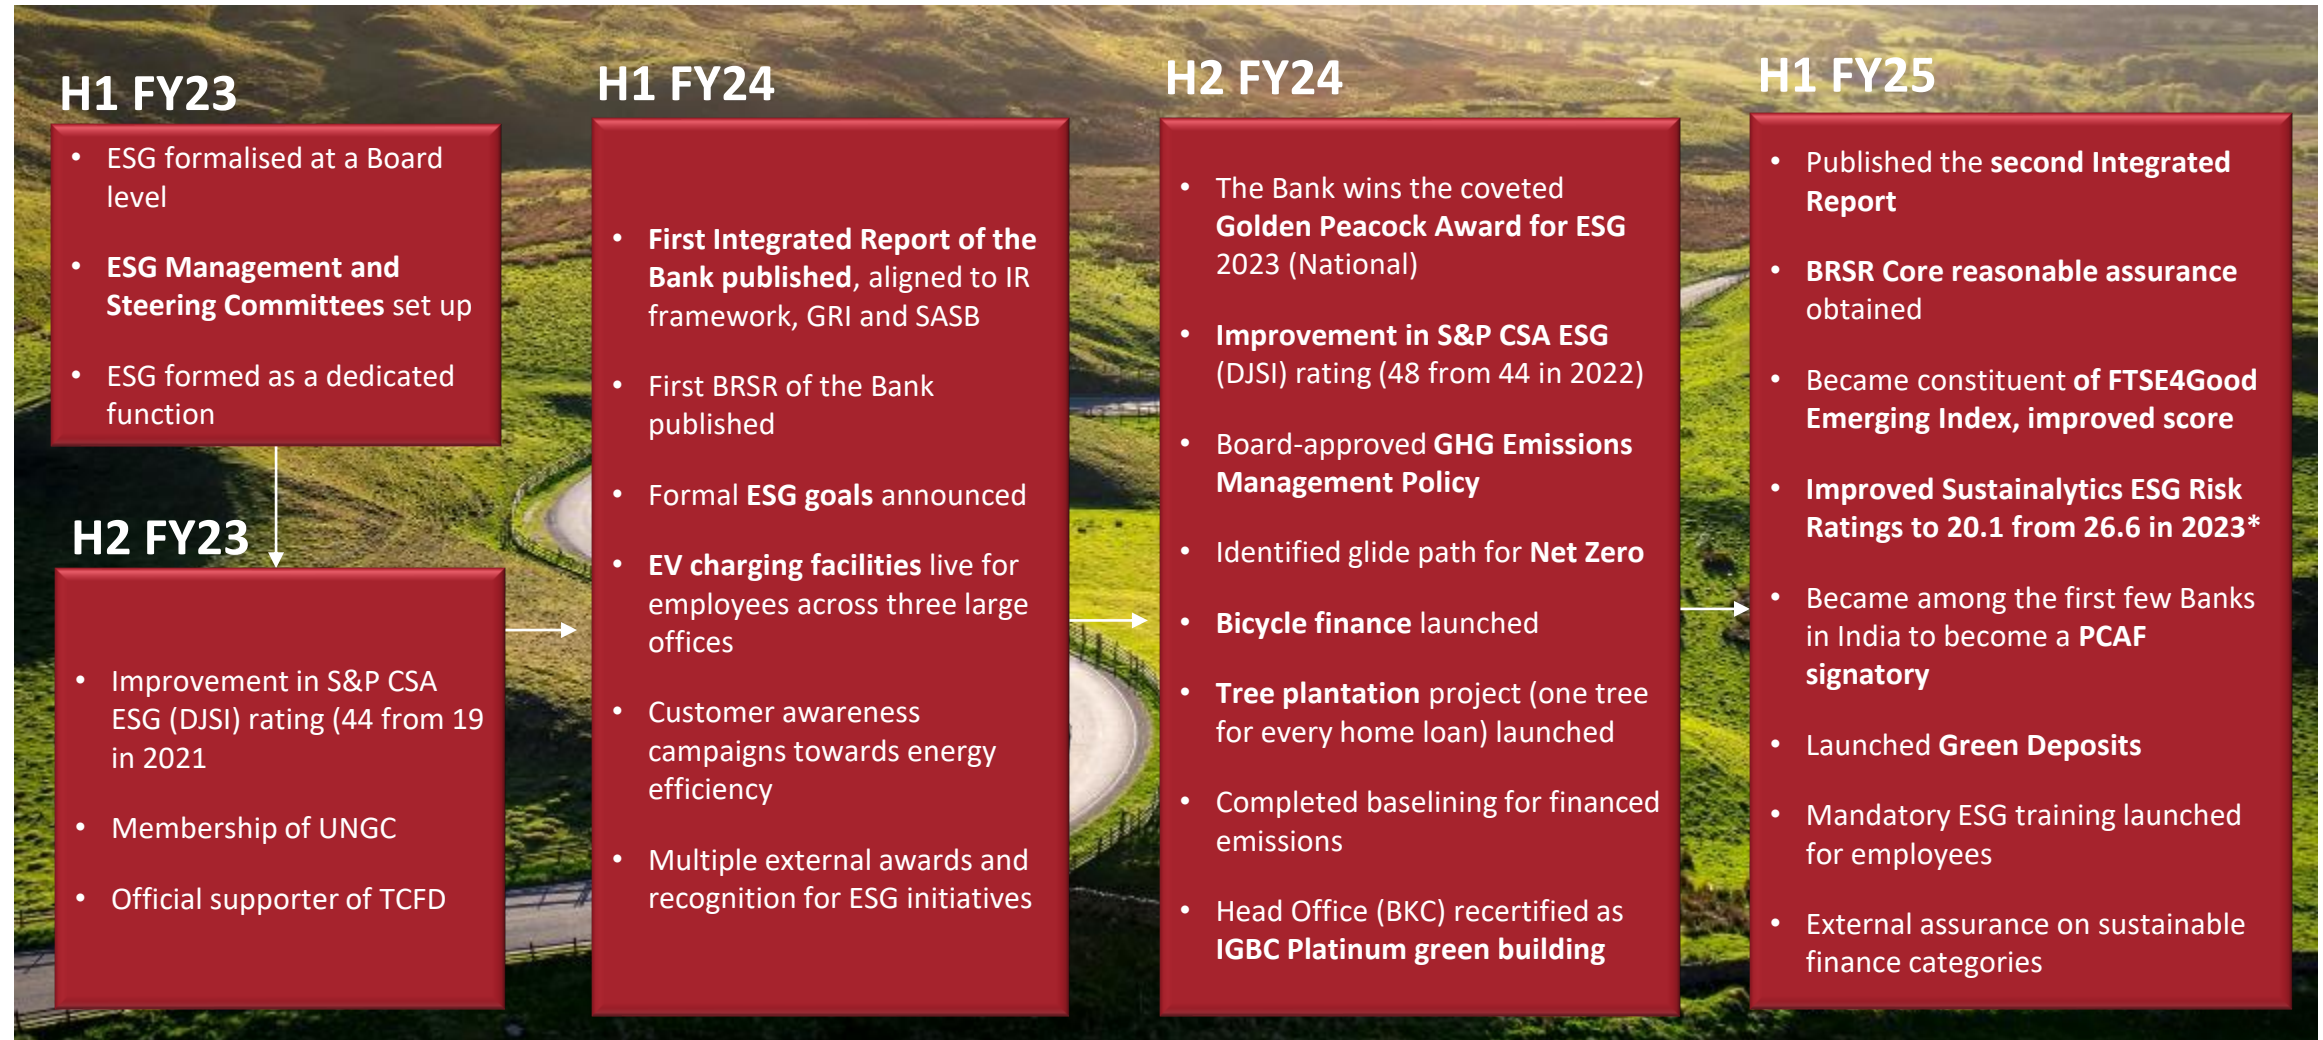 H1 FY23
• ESG formalised at a Board
level
• ESG Management and
Steering Committees set up
• ESG formed as a dedicated
function
H2 FY23
• Improvement in S&P CSA
ESG (DJSI) rating (44 from 19
in 2021
• Membership of UNGC
• Official supporter of TCFD
H1 FY24
• First Integrated Report of the
Bank published, aligned to IR
framework, GRI and SASB
• First BRSR of the Bank
published
• Formal ESG goals announced
• EV charging facilities live for
employees across three large
offices
• Customer awareness
campaigns towards energy
efficiency
• Multiple external awards and
recognition for ESG initiatives
H2 FY24
• The Bank wins the coveted
Golden Peacock Award for ESG
2023 (National)
• Improvement in S&P CSA ESG
(DJSI) rating (48 from 44 in 2022)
• Board-approved GHG Emissions
Management Policy
• Identified glide path for Net Zero
• Bicycle finance launched
• Tree plantation project (one tree
for every home loan) launched
• Completed baselining for financed
emissions
• Head Office (BKC) recertified as
IGBC Platinum green building
H1 FY25
• Published the second Integrated
Report
• BRSR Core reasonable assurance
obtained
• Became constituent of FTSE4Good
Emerging Index, improved score
• Improved Sustainalytics ESG Risk
Ratings to 20.1 from 26.6 in 2023*
• Became among the first few Banks
in India to become a PCAF
signatory
• Launched Green Deposits
• Mandatory ESG training launched
for employees
• External assurance on sustainable
finance categories